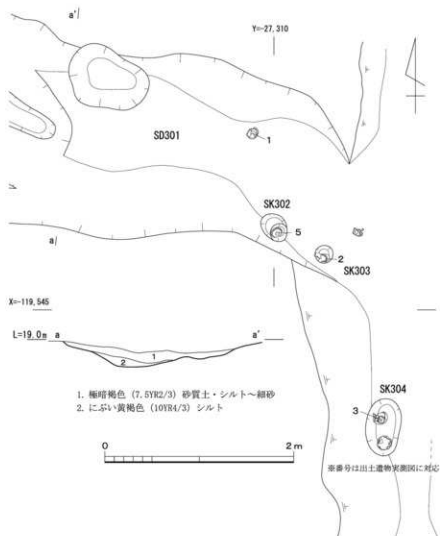 a'
Y=-27,310
SD301
1
SK302
5
2
SK303
a
X=-119,545
L=19.0m a a'
1
2
SK304
3
1. 極暗褐色 (7.5YR2/3) 砂質土・シルト～細砂
2. にぶい黄褐色 (10YR4/3) シルト
0 2m
※番号は出土遺物実測図に対応